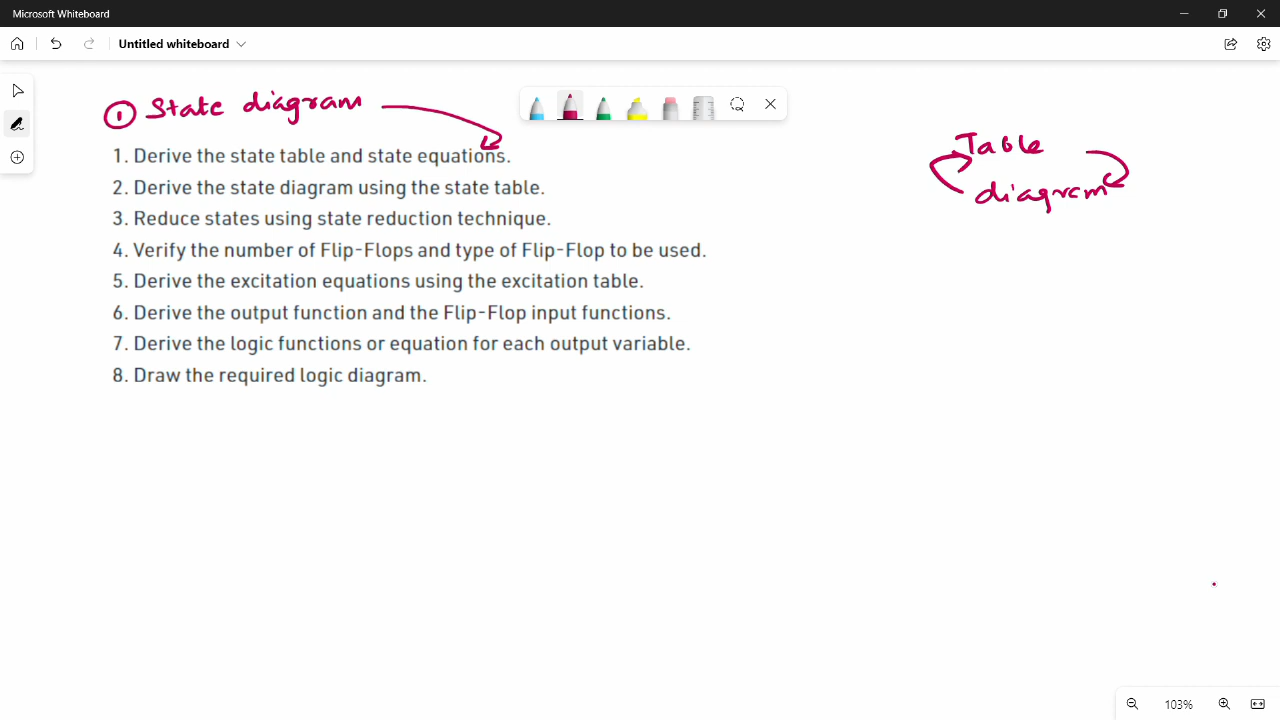 Microsoft Whiteboard
Untitled whiteboard
① State diagram
1. Derive the state table and state equations.
2. Derive the state diagram using the state table.
3. Reduce states using state reduction technique.
4. Verify the number of Flip-Flops and type of Flip-Flop to be used.
5. Derive the excitation equations using the excitation table.
6. Derive the output function and the Flip-Flop input functions.
7. Derive the logic functions or equation for each output variable.
8. Draw the required logic diagram.
Table
diagram
103%